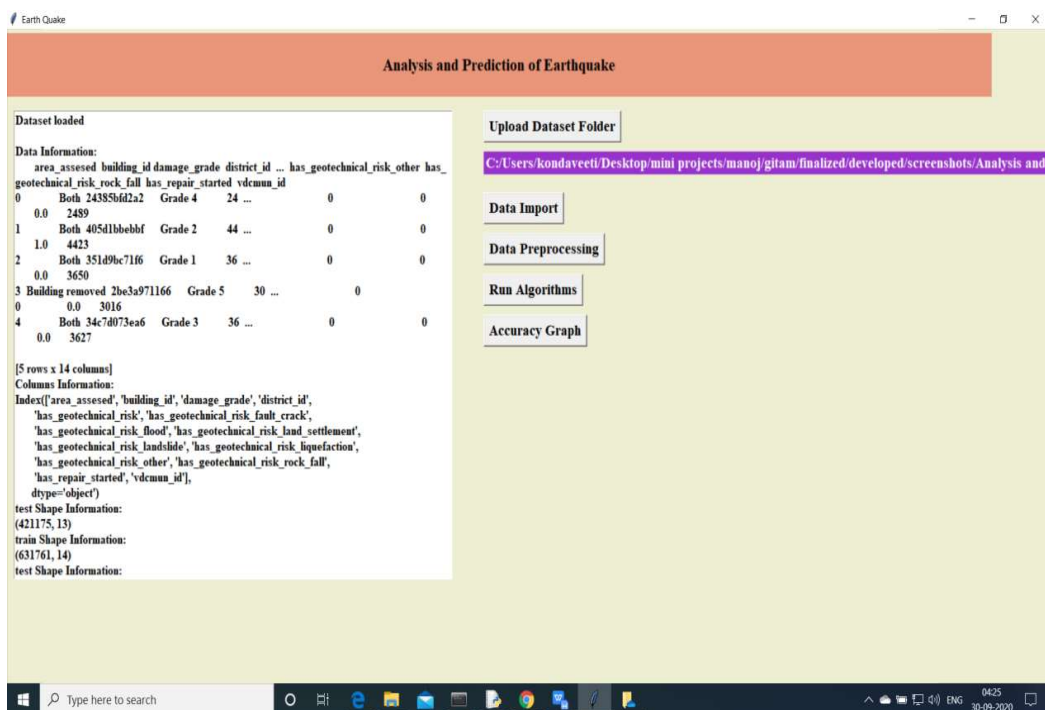 Earth Quake
Analysis and Prediction of Earthquake
Dataset loaded
Data Information:
area_assesed building_id damage_grade district_id ... has_geotechnical_risk_other has_
geotechnical_risk_rock_fall has_repair_started vdcmun_id
0 Both 24385bfd2a2 Grade 4 24 ... 0 0
0.0 2489
1 Both 405d1bbebbf Grade 2 44 ... 0 0
1.0 4423
2 Both 351d9bc71f6 Grade 1 36 ... 0 0
0.0 3650
3 Building removed 2be3a971166 Grade 5 30 ... 0
0 0.0 3016
4 Both 34c7d073ea6 Grade 3 36 ... 0 0
0.0 3627
[5 rows x 14 columns]
Columns Information:
Index(['area_assesed', 'building_id', 'damage_grade', 'district_id',
'has_geotechnical_risk', 'has_geotechnical_risk_fault_crack',
'has_geotechnical_risk_flood', 'has_geotechnical_risk_land_settlement',
'has_geotechnical_risk_landslide', 'has_geotechnical_risk_liquefaction',
'has_geotechnical_risk_other', 'has_geotechnical_risk_rock_fall',
'has_repair_started', 'vdcmun_id'],
dtype='object')
test Shape Information:
(421175, 13)
train Shape Information:
(631761, 14)
test Shape Information:
Upload Dataset Folder
C:/Users/kondaveeti/Desktop/mini projects/manoj/gitam/finalized/developed/screenshots/Analysis and
Data Import
Data Preprocessing
Run Algorithms
Accuracy Graph
Type here to search
ENG
04:25
30-09-2020